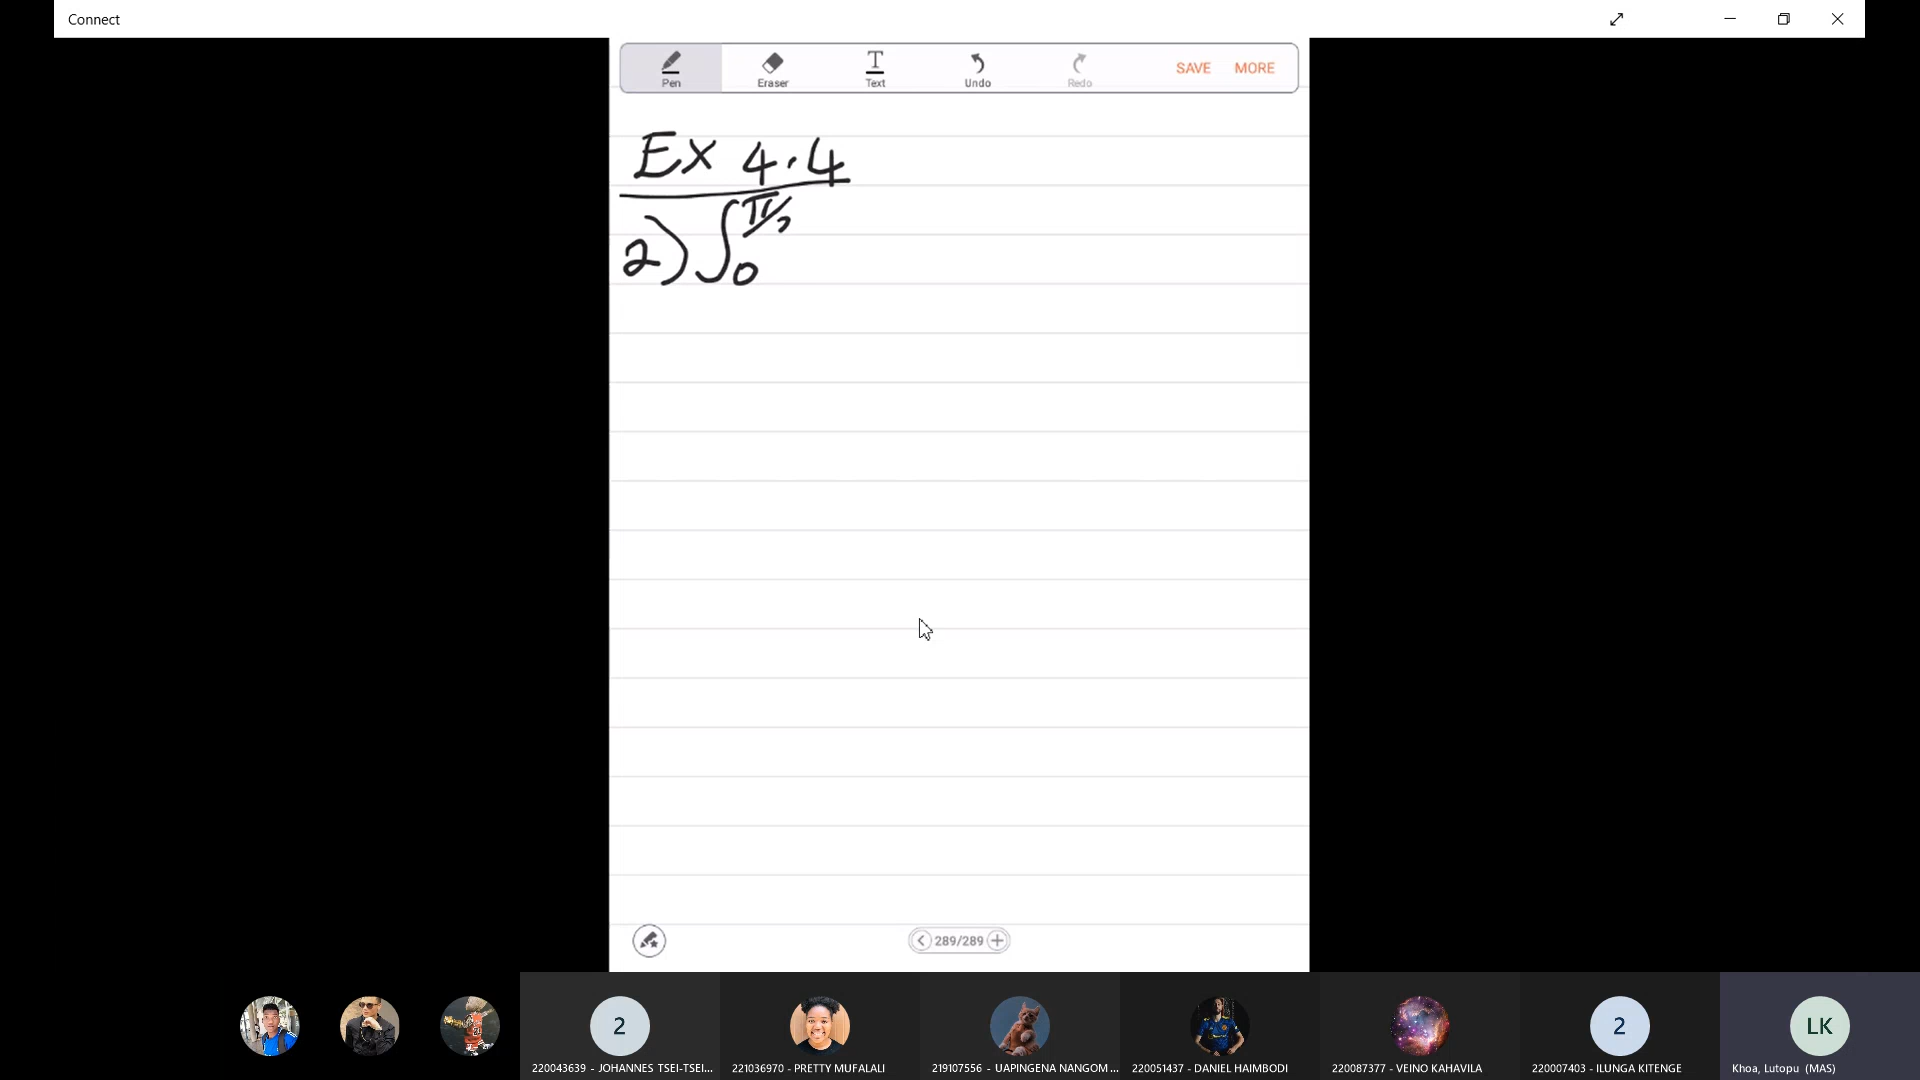 Connect
Pen
Eraser
Text
Undo
Redo
SAVE
MORE
Ex 4.4
2) ∫₀^π/2
289/289
2
2
LK
220043639 - JOHANNES TSEI-TSEI...
221036970 - PRETTY MUFALALI
219107556 - UAPINGENA NANGOM ...
220051437 - DANIEL HAIMBODI
220087377 - VEINO KAHAVILA
220007403 - ILUNGA KITENGE
Khoa, Lutopu (MAS)